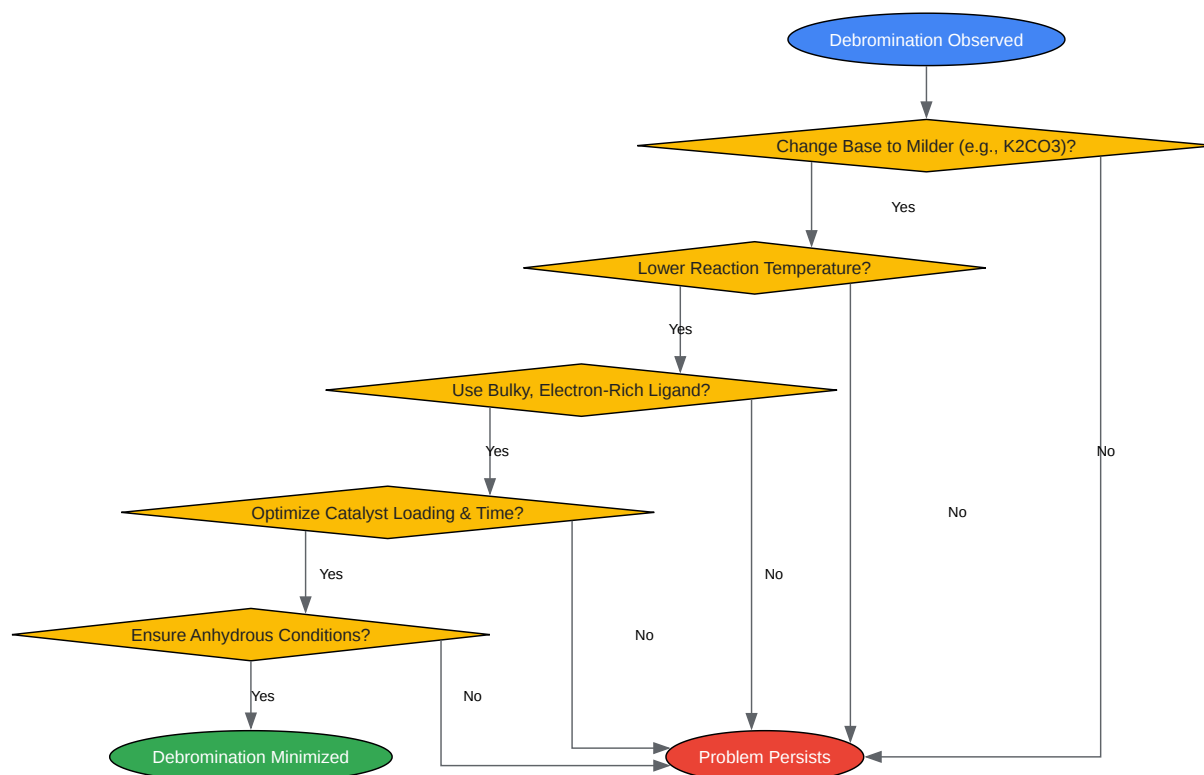 Debromination Observed
Change Base to Milder (e.g., K2CO3)?
Yes
Lower Reaction Temperature?
Yes
Use Bulky, Electron-Rich Ligand?
Yes
No
Optimize Catalyst Loading & Time?
No
Yes
No
Ensure Anhydrous Conditions?
No
Yes
No
Debromination Minimized
Problem Persists